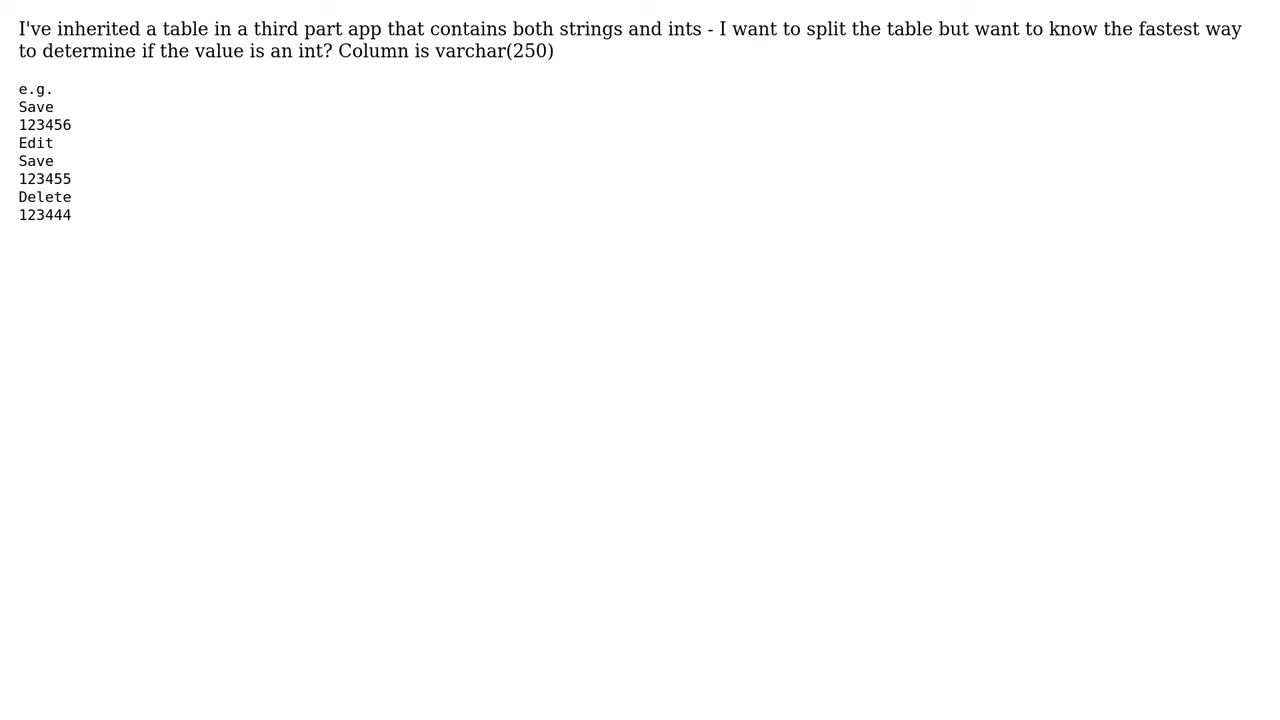 I've inherited a table in a third part app that contains both strings and ints - I want to split the table but want to know the fastest way
to determine if the value is an int? Column is varchar(250)
e.g.
Save
123456
Edit
Save
123455
Delete
123444